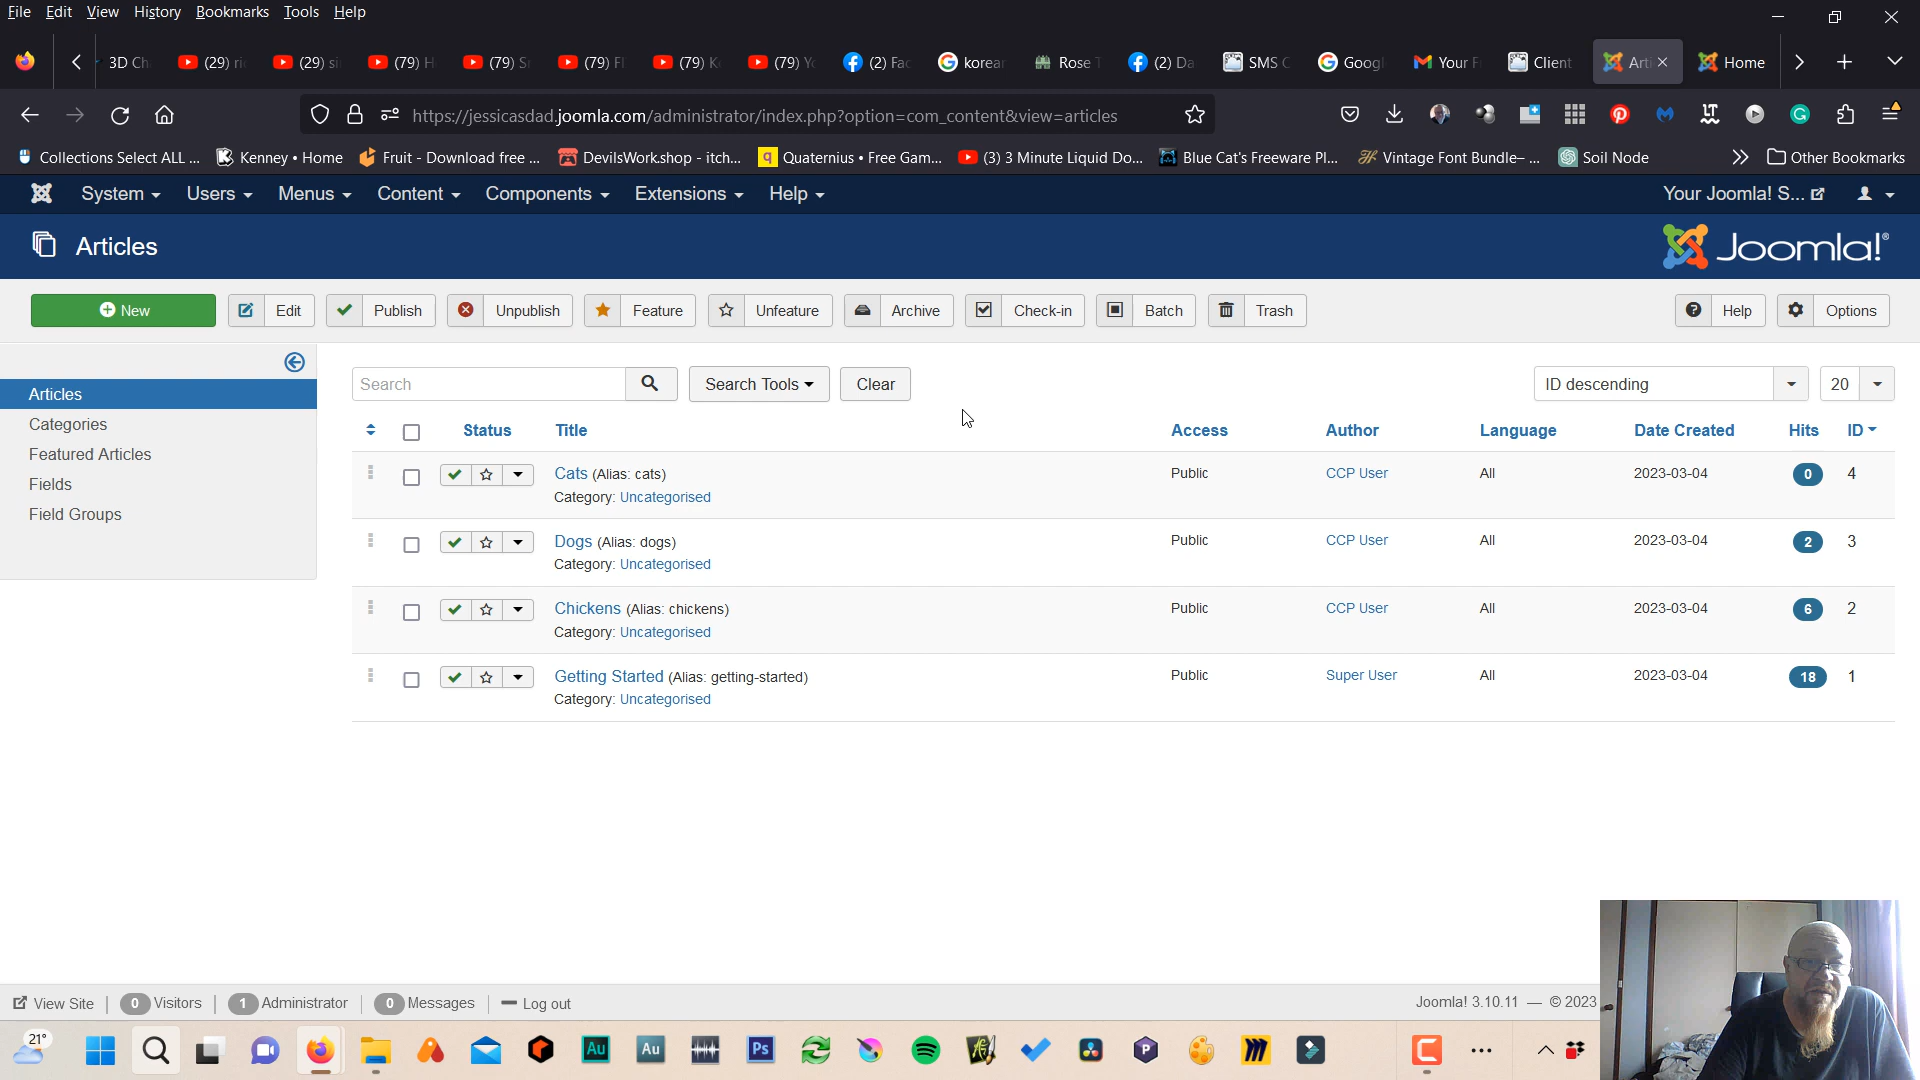 File Edit View History Bookmarks Tools Help
3D Ch (29) ri (29) si (79) H (79) S (79) Fl (79) K (79) Yo (2) Fac korean Rose T (2) Da SMS C Googl Your F Client Art Home
https://jessicasdad.joomla.com/administrator/index.php?option=com_content&view=articles
Collections Select ALL ... Kenney • Home Fruit - Download free ... DevilsWork.shop - itch... Quaternius • Free Gam... (3) 3 Minute Liquid Do... Blue Cat's Freeware Pl... Vintage Font Bundle– ... Soil Node Other Bookmarks
System Users Menus Content Components Extensions Help Your Joomla! S...
Articles Joomla!®
New Edit Publish Unpublish Feature Unfeature Archive Check-in Batch Trash Help Options
Articles
Categories
Featured Articles
Fields
Field Groups
Search Search Tools Clear ID descending 20
Status Title Access Author Language Date Created Hits ID
Cats (Alias: cats) Public CCP User All 2023-03-04 0 4
Category: Uncategorised
Dogs (Alias: dogs) Public CCP User All 2023-03-04 2 3
Category: Uncategorised
Chickens (Alias: chickens) Public CCP User All 2023-03-04 6 2
Category: Uncategorised
Getting Started (Alias: getting-started) Public Super User All 2023-03-04 18 1
Category: Uncategorised
View Site 0 Visitors 1 Administrator 0 Messages Log out Joomla! 3.10.11 — © 2023
21° Au Au Ps P